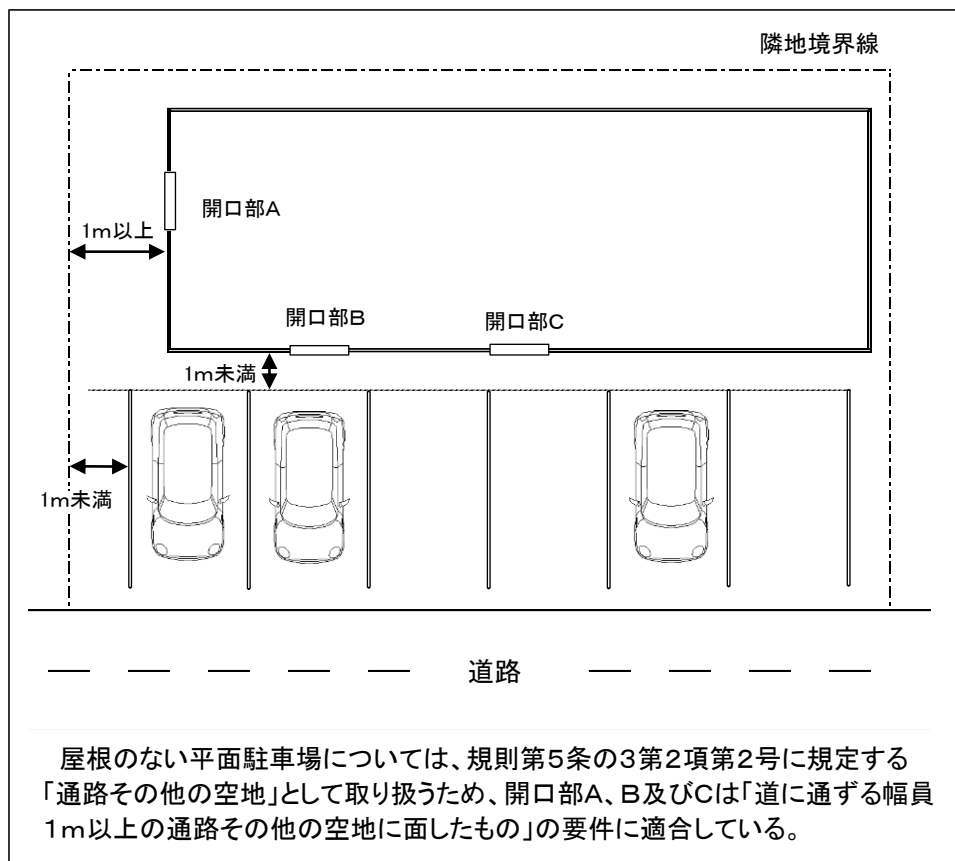 隣地境界線
開口部A
1m以上
開口部B
開口部C
1m未満
1m未満
道路
屋根のない平面駐車場については、規則第5条の3第2項第2号に規定する
「通路その他の空地」として取り扱うため、開口部A、B及びCは「道に通ずる幅員
1m以上の通路その他の空地に面したもの」の要件に適合している。